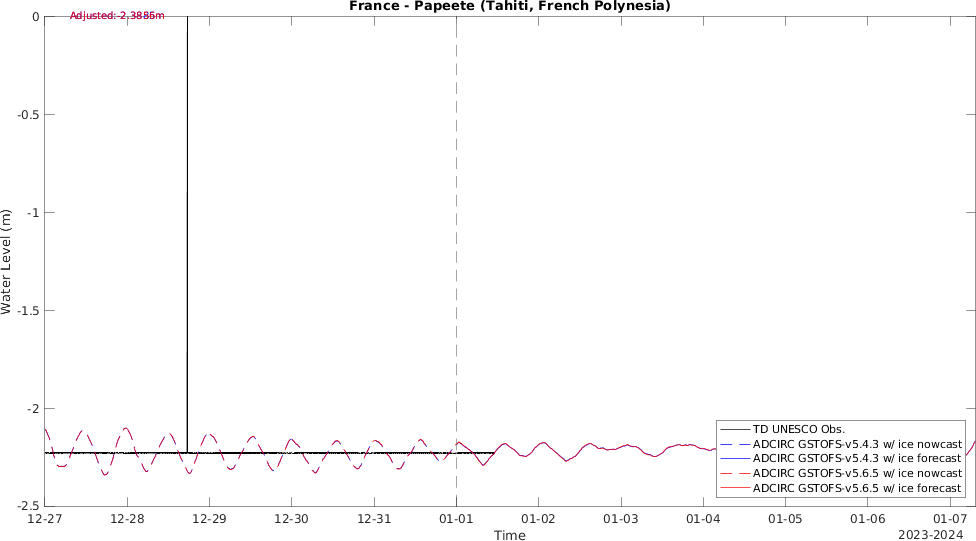 France - Papeete (Tahiti, French Polynesia)
0
-0.5
-1
-1.5
-2
-2.5
Water Level (m)
TD UNESCO Obs.
ADCIRC GSTOFS-v5.4.3 w/ ice nowcast
ADCIRC GSTOFS-v5.4.3 w/ ice forecast
ADCIRC GSTOFS-v5.6.5 w/ ice nowcast
ADCIRC GSTOFS-v5.6.5 w/ ice forecast
12-27 12-28 12-29 12-30 12-31 01-01 01-02 01-03 01-04 01-05 01-06 01-07
Time
2023-2024